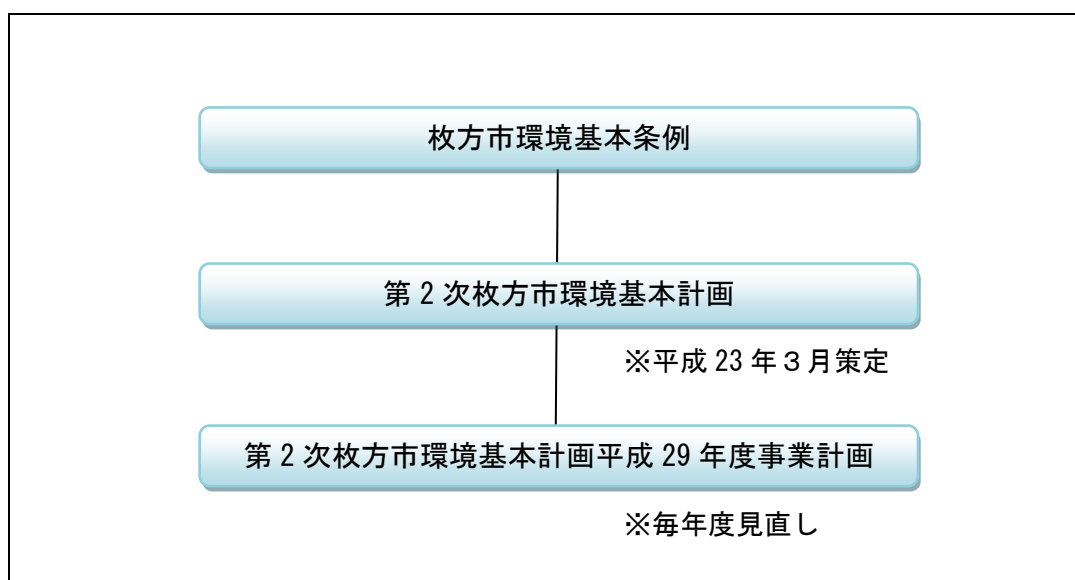 枚方市環境基本条例
第2次枚方市環境基本計画
※平成 23 年３月策定
第2次枚方市環境基本計画平成 29 年度事業計画
※毎年度見直し